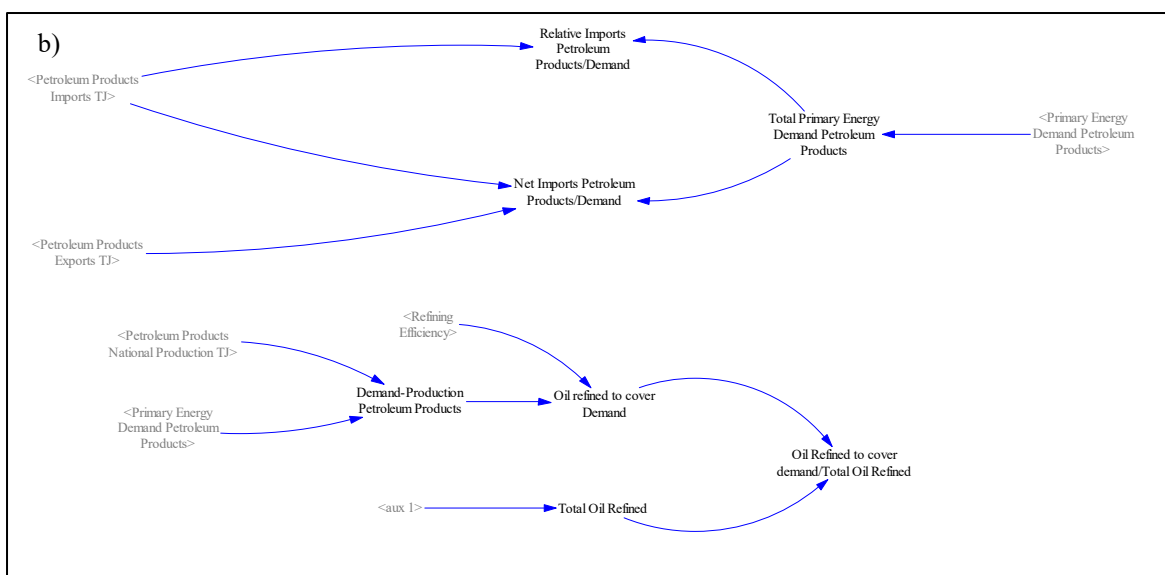 b)
Relative Imports
Petroleum
Products/Demand
<Petroleum Products
Imports TJ>
Total Primary Energy
Demand Petroleum
Products
<Primary Energy
Demand Petroleum
Products>
Net Imports Petroleum
Products/Demand
<Petroleum Products
Exports TJ>
<Refining
Efficiency>
<Petroleum Products
National Production TJ>
Demand-Production
Petroleum Products
Oil refined to cover
Demand
<Primary Energy
Demand Petroleum
Products>
Oil Refined to cover
demand/Total Oil Refined
<aux 1>
Total Oil Refined